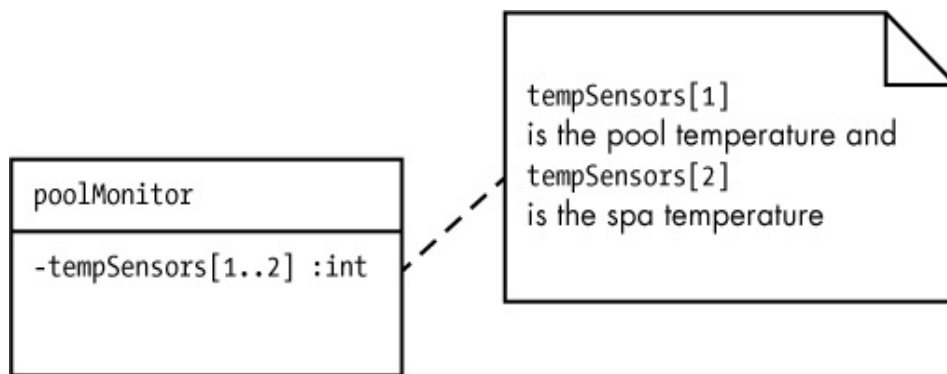 poolMonitor
-tempSensors[1..2] :int
tempSensors[1]
is the pool temperature and
tempSensors[2]
is the spa temperature